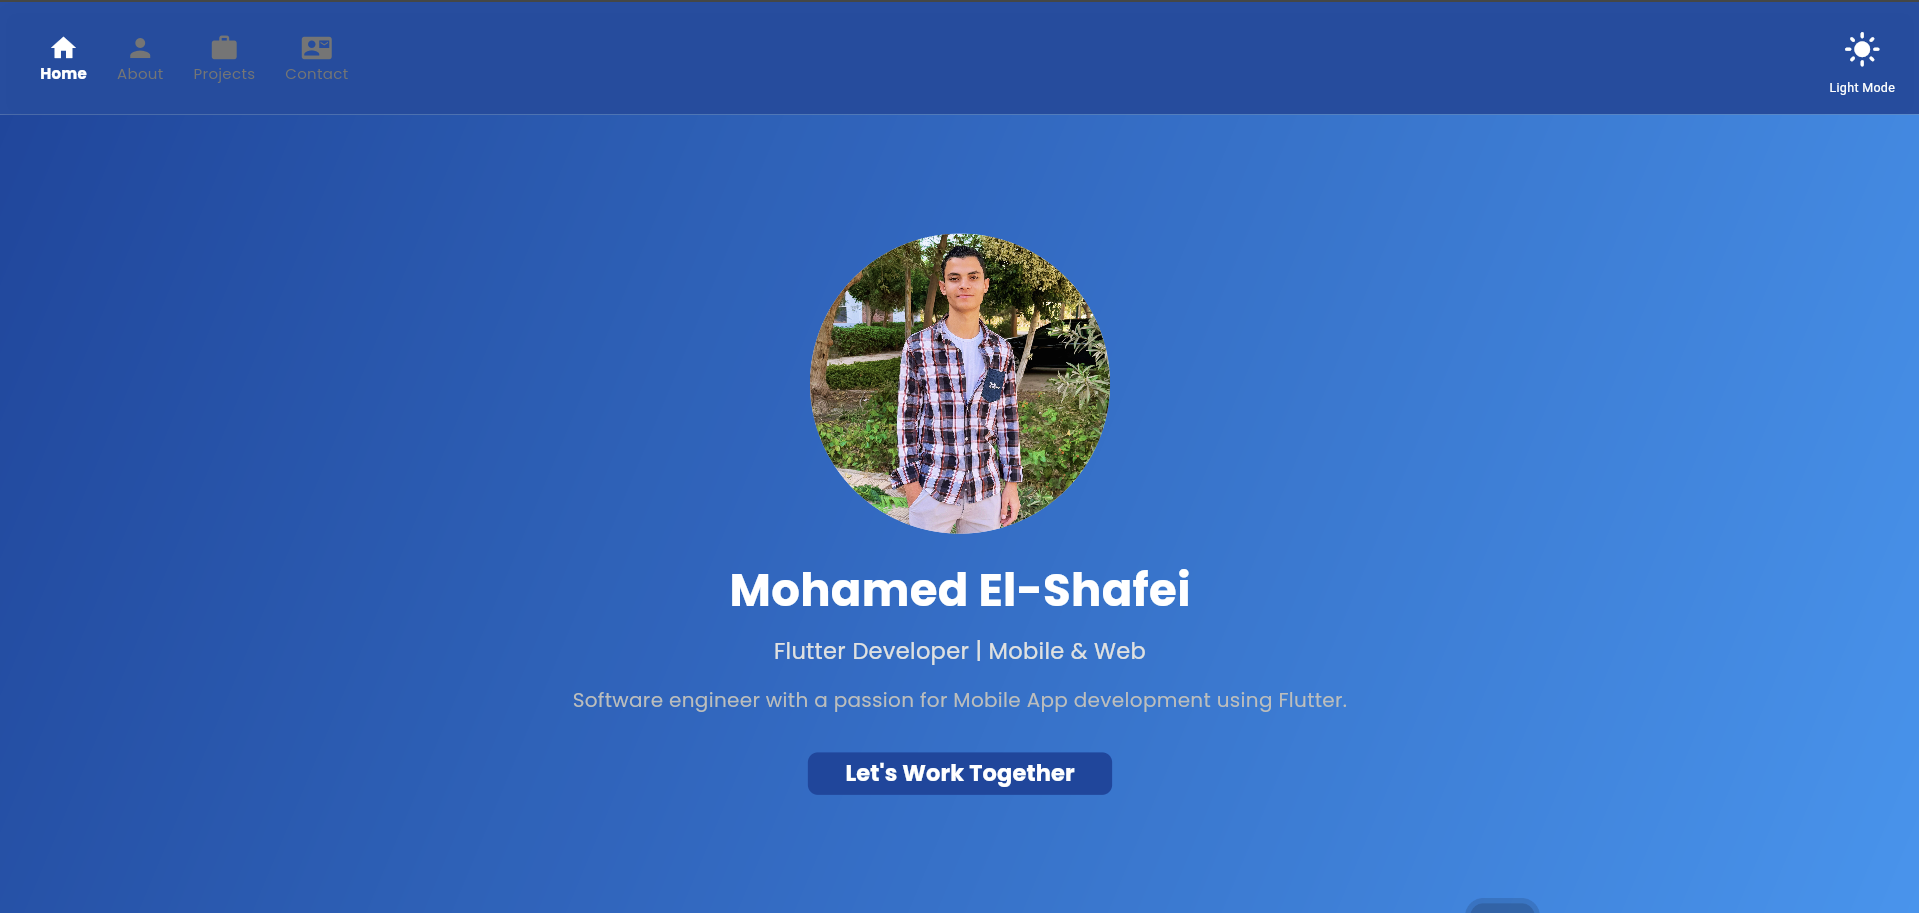 Home
About
Projects
Contact
Light Mode
Mohamed El-Shafei
Flutter Developer | Mobile & Web
Software engineer with a passion for Mobile App development using Flutter.
Let's Work Together